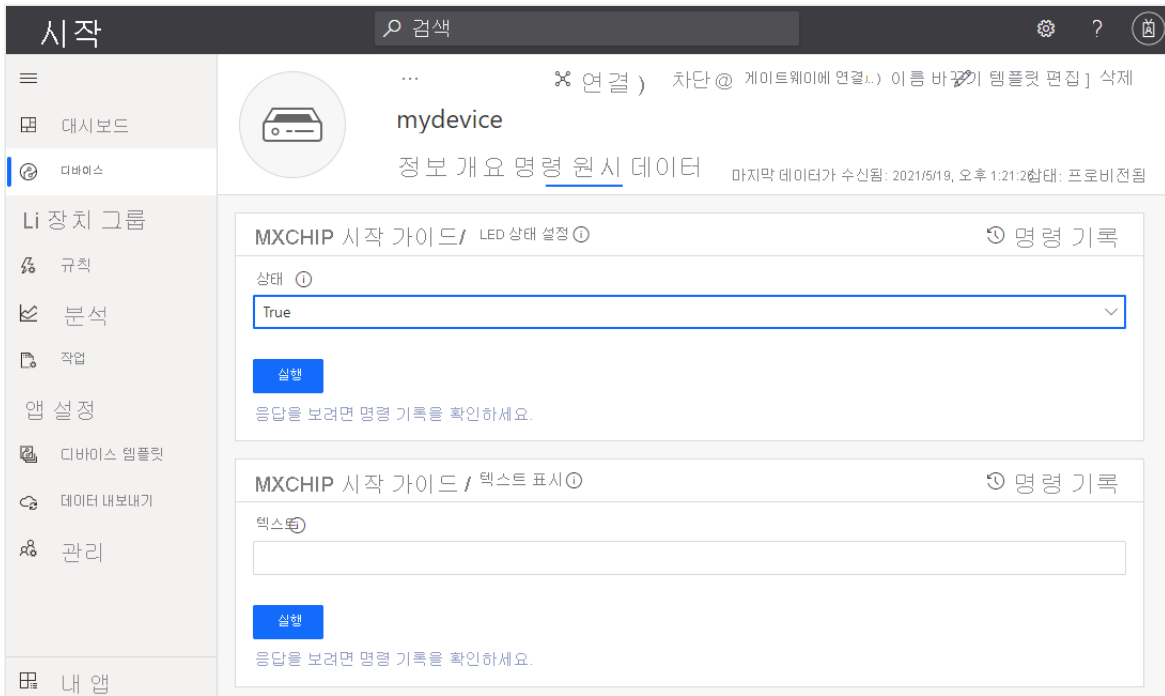 시작
검색
?
Ä
... 연결 ) 차단@ 게이트웨이에 연결 이름 바꾸기 템플릿 편집 ] 삭제
mydevice
정보 개요 명령 원시 데이터
마지막 데이터가 수신됨: 2021/5/19, 오후 1:21:26 상태: 프로비전됨
대시보드
디바이스
Li 장치 그룹
규칙
분석
작업
앱 설정
디바이스 템플릿
데이터 내보내기
관리
내 앱
MXCHIP 시작 가이드/ LED 상태 설정
명령 기록
상태
True
실행
응답을 보려면 명령 기록을 확인하세요.
MXCHIP 시작 가이드 / 텍스트 표시
명령 기록
텍스트
실행
응답을 보려면 명령 기록을 확인하세요.